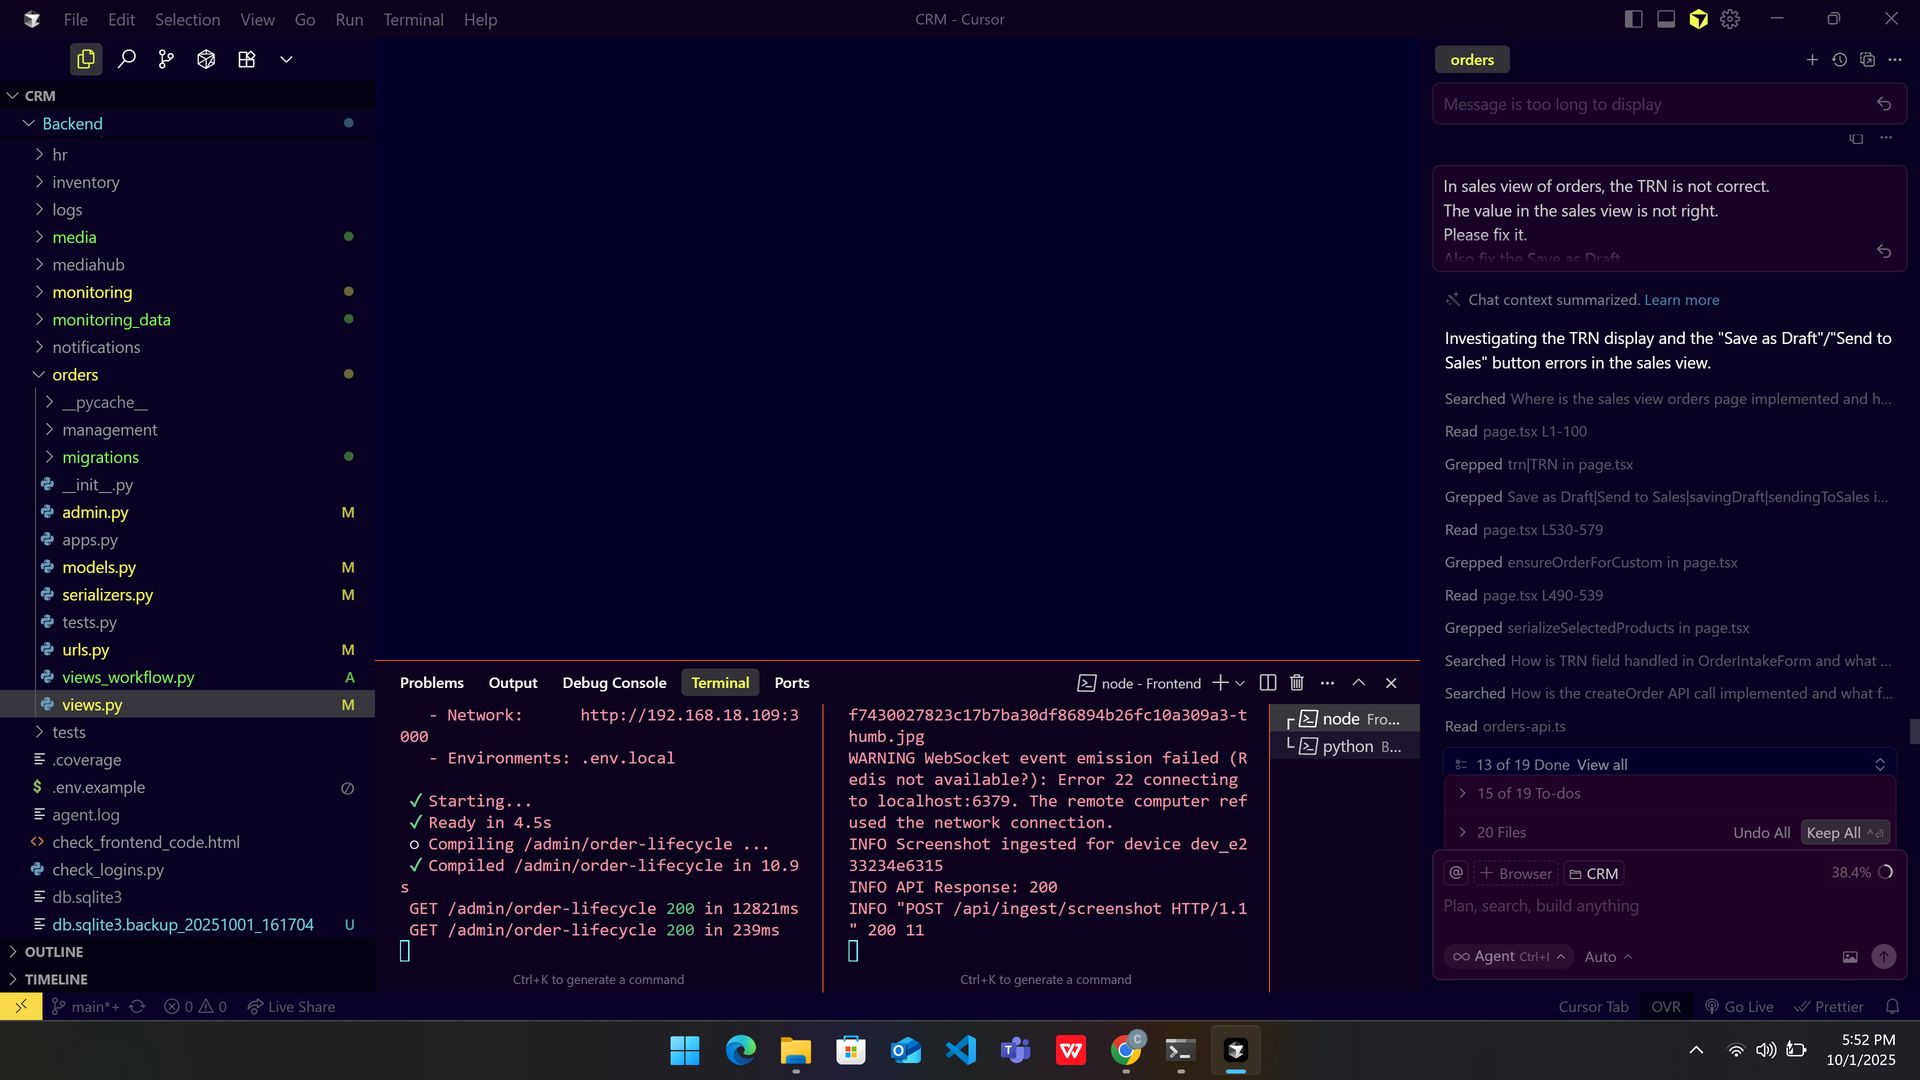 File Edit Selection View Go Run Terminal Help
CRM - Cursor
CRM
Backend
hr
inventory
logs
media
mediahub
monitoring
monitoring_data
notifications
orders
__pycache__
management
migrations
__init__.py
admin.py M
apps.py
models.py M
serializers.py M
tests.py
urls.py M
views_workflow.py A
views.py M
tests
.coverage
.env.example
agent.log
check_frontend_code.html
check_logins.py
db.sqlite3
db.sqlite3.backup_20251001_161704 U
OUTLINE
TIMELINE
Problems Output Debug Console Terminal Ports
node - Frontend
- Network: http://192.168.18.109:3
000
- Environments: .env.local
✓ Starting...
✓ Ready in 4.5s
○ Compiling /admin/order-lifecycle ...
✓ Compiled /admin/order-lifecycle in 10.9
s
GET /admin/order-lifecycle 200 in 12821ms
GET /admin/order-lifecycle 200 in 239ms
Ctrl+K to generate a command
f7430027823c17b7ba30df86894b26fc10a309a3-t
humb.jpg
WARNING WebSocket event emission failed (R
edis not available?): Error 22 connecting
to localhost:6379. The remote computer ref
used the network connection.
INFO Screenshot ingested for device dev_e2
33234e6315
INFO API Response: 200
INFO "POST /api/ingest/screenshot HTTP/1.1
" 200 11
Ctrl+K to generate a command
node Fro...
python B...
orders
Message is too long to display
In sales view of orders, the TRN is not correct.
The value in the sales view is not right.
Please fix it.
Also fix the Save as Draft
Chat context summarized. Learn more
Investigating the TRN display and the "Save as Draft"/"Send to
Sales" button errors in the sales view.
Searched Where is the sales view orders page implemented and h...
Read page.tsx L1-100
Grepped trn|TRN in page.tsx
Grepped Save as Draft|Send to Sales|savingDraft|sendingToSales i...
Read page.tsx L530-579
Grepped ensureOrderForCustom in page.tsx
Read page.tsx L490-539
Grepped serializeSelectedProducts in page.tsx
Searched How is TRN field handled in OrderIntakeForm and what ...
Searched How is the createOrder API call implemented and what f...
Read orders-api.ts
13 of 19 Done View all
15 of 19 To-dos
20 Files Undo All Keep All
@ + Browser CRM 38.4%
Plan, search, build anything
∞ Agent Ctrl+I Auto
main*+ 0 0 Live Share
Cursor Tab OVR Go Live Prettier
5:52 PM
10/1/2025